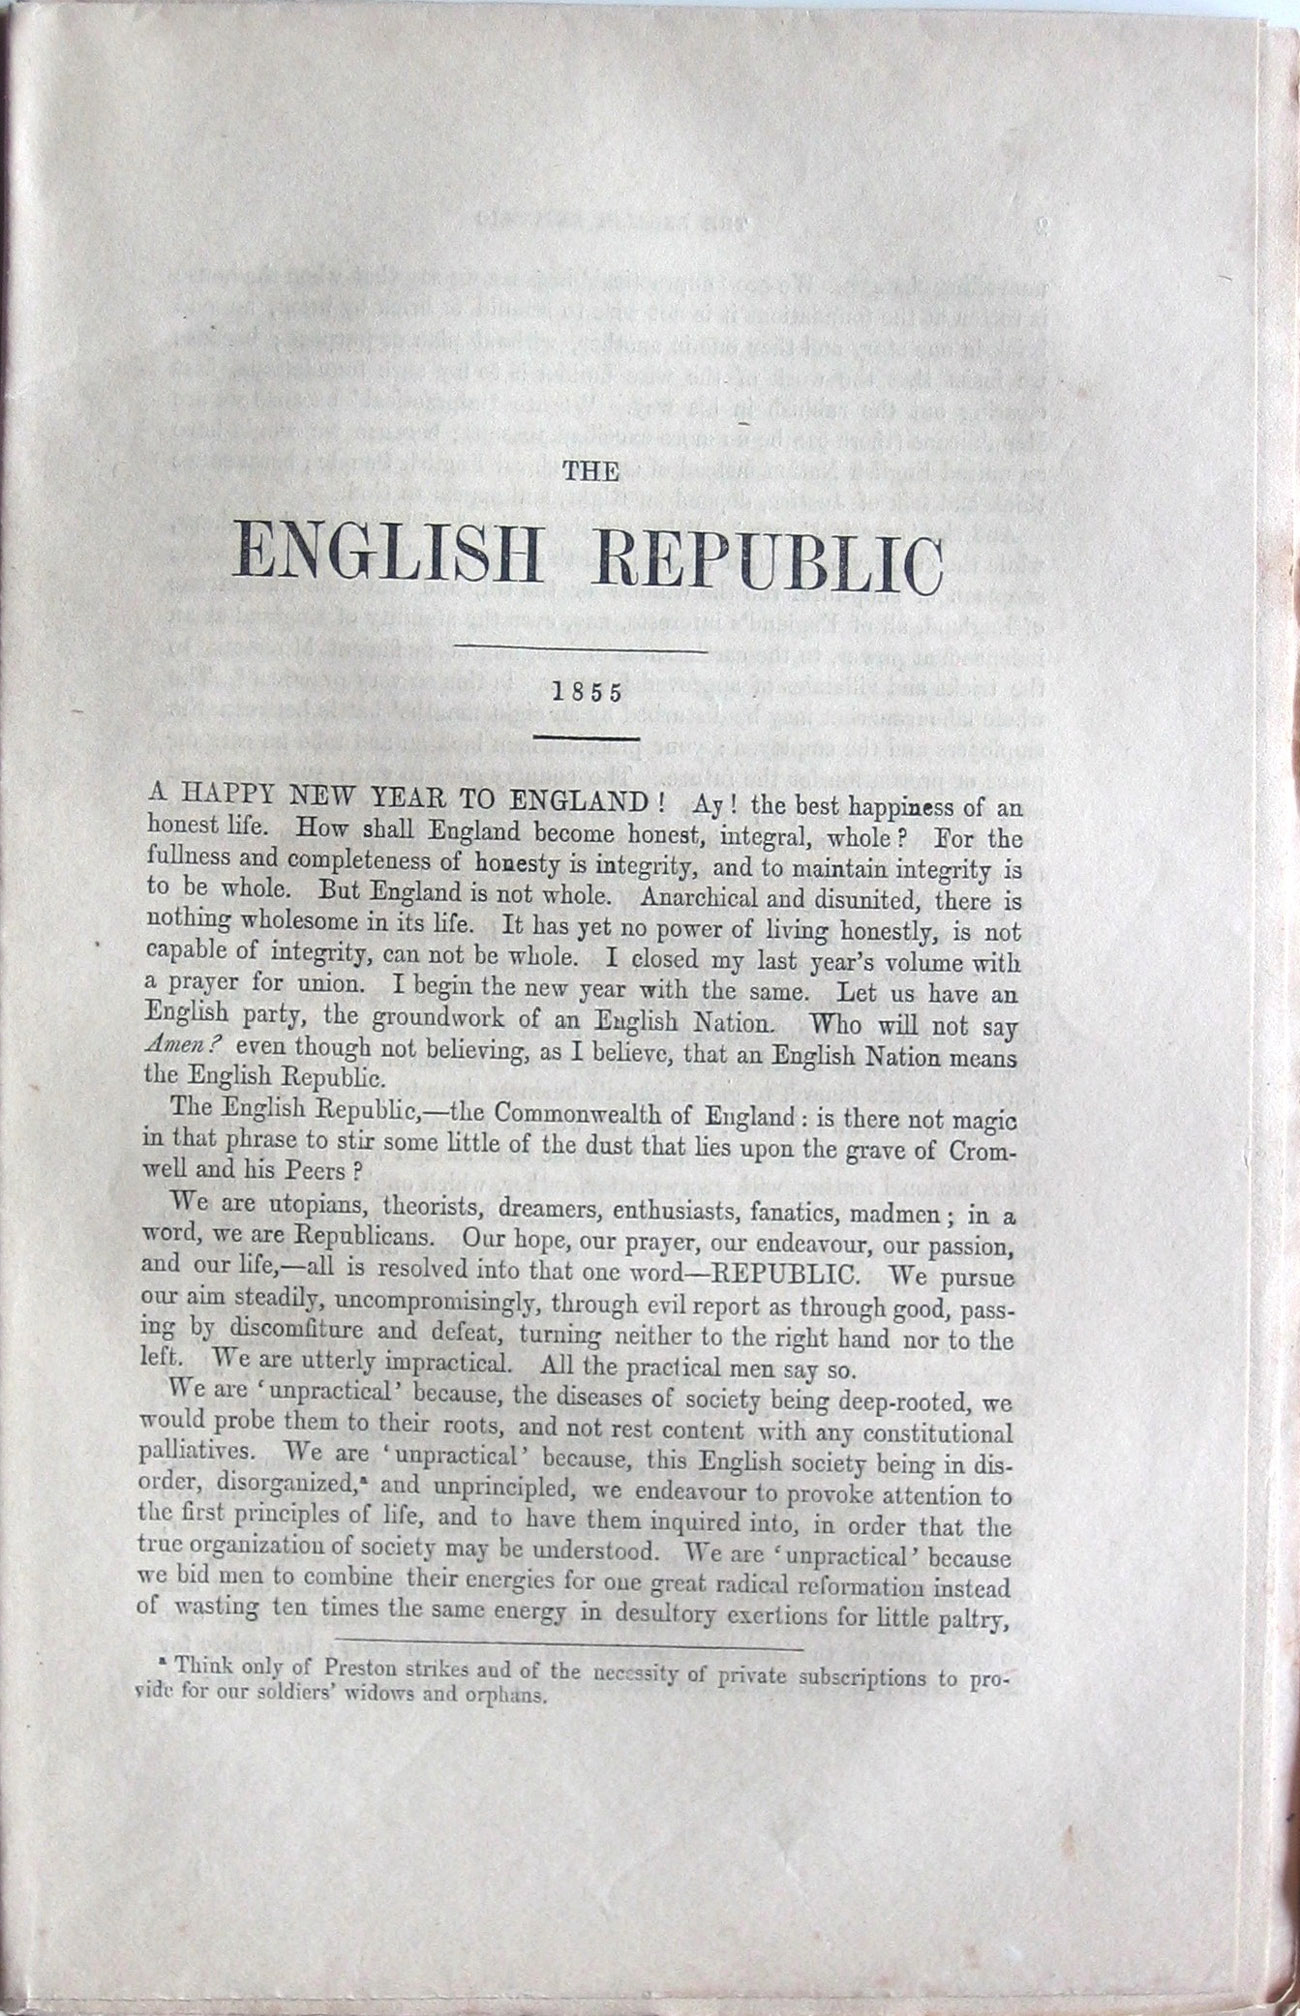 THE
ENGLISH REPUBLIC
1855
A HAPPY NEW YEAR TO ENGLAND! Ay! the best happiness of an
honest life. How shall England become honest, integral, whole? For the
fullness and completeness of honesty is integrity, and to maintain integrity is
to be whole. But England is not whole. Anarchical and disunited, there is
nothing wholesome in its life. It has yet no power of living honestly, is not
capable of integrity, can not be whole. I closed my last year's volume with
a prayer for union. I begin the new year with the same. Let us have an
English party, the groundwork of an English Nation. Who will not say
Amen? even though not believing, as I believe, that an English Nation means
the English Republic.
The English Republic,—the Commonwealth of England: is there not magic
in that phrase to stir some little of the dust that lies upon the grave of Crom-
well and his Peers?
We are utopians, theorists, dreamers, enthusiasts, fanatics, madmen; in a
word, we are Republicans. Our hope, our prayer, our endeavour, our passion,
and our life,—all is resolved into that one word—REPUBLIC. We pursue
our aim steadily, uncompromisingly, through evil report as through good, pass-
ing by discomfiture and defeat, turning neither to the right hand nor to the
left. We are utterly impractical. All the practical men say so.
We are 'unpractical' because, the diseases of society being deep-rooted, we
would probe them to their roots, and not rest content with any constitutional
palliatives. We are 'unpractical' because, this English society being in dis-
order, disorganized,ª and unprincipled, we endeavour to provoke attention to
the first principles of life, and to have them inquired into, in order that the
true organization of society may be understood. We are 'unpractical' because
we bid men to combine their energies for one great radical reformation instead
of wasting ten times the same energy in desultory exertions for little paltry,
ª Think only of Preston strikes and of the necessity of private subscriptions to pro-
vide for our soldiers' widows and orphans.